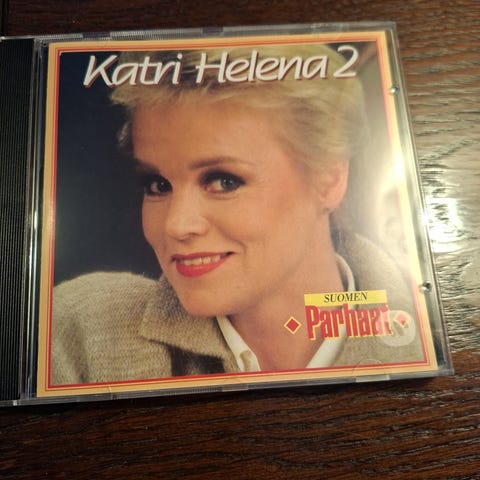 Katri Helena 2
SUOMEN
Parhaat